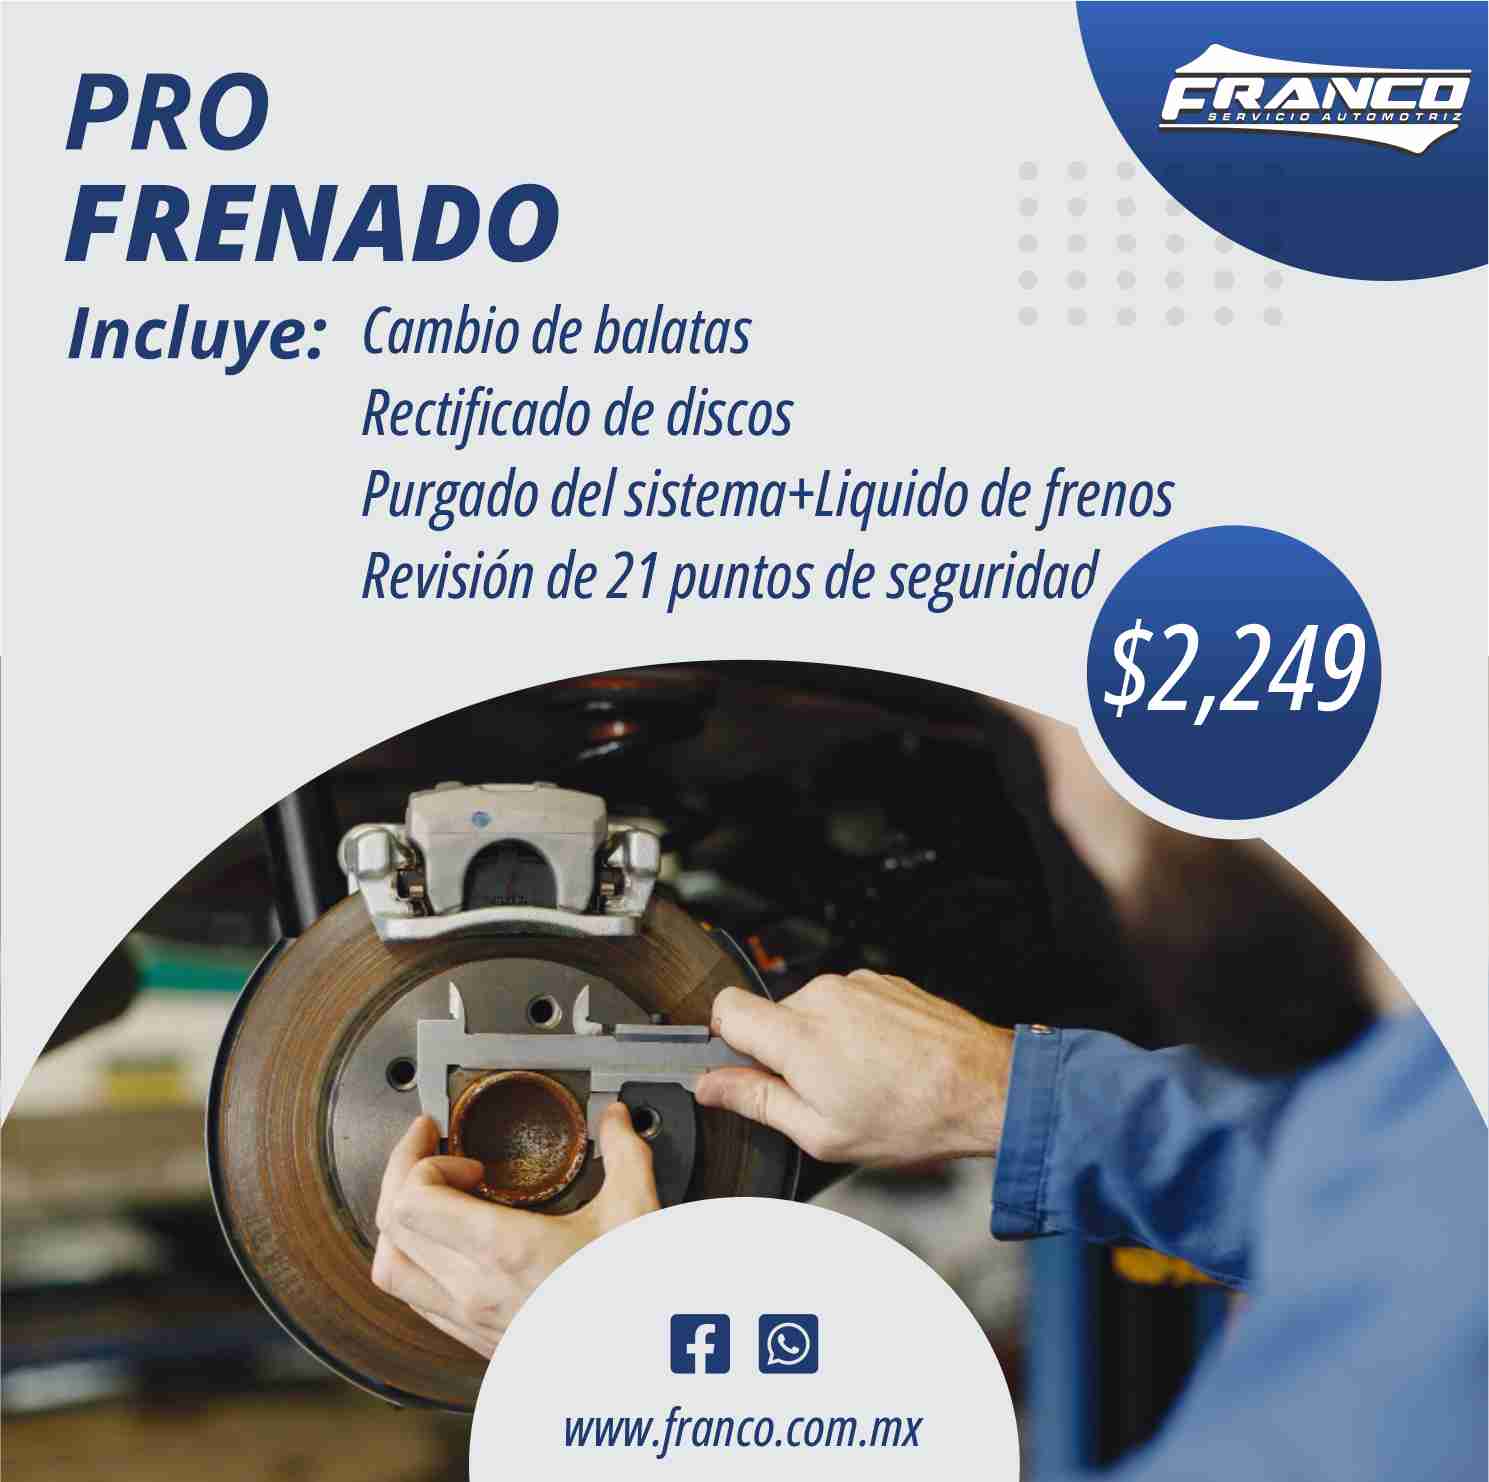 FRANCO
SERVICIO AUTOMOTRIZ
PRO
FRENADO
Incluye:
Cambio de balatas
Rectificado de discos
Purgado del sistema+Liquido de frenos
Revisión de 21 puntos de seguridad
$2,249
www.franco.com.mx